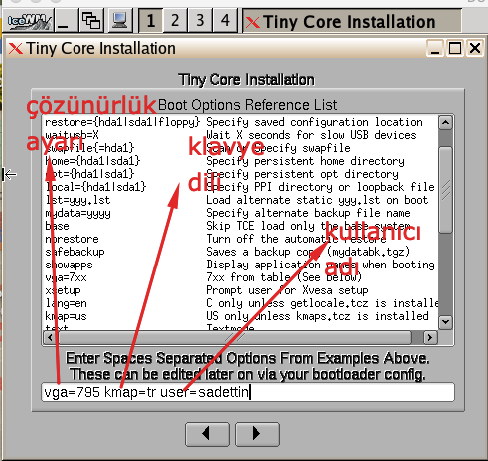 IceWM
1 2 3 4
Tiny Core Installation
Tiny Core Installation
Tiny Core Installation
Boot Options Reference List
çözünürlük
ayarı
klavye
dili
kullanıcı
adı
restore={hda1|sda1|floppy} Specify saved configuration location
waitusb=X Wait X seconds for slow USB devices
swapfile{=hda1} Scan or Specify swapfile
home={hda1|sda1} Specify persistent home directory
opt={hda1|sda1} Specify persistent opt directory
local={hda1|sda1} Specify PPI directory or loopback file
lst=yyy.lst Load alternate static yyy.lst on boot
mydata=yyyy Specify alternate backup file name
base Skip TCE load only the base system
norestore Turn off the automatic restore
safebackup Saves a backup copy (mydatabk.tgz)
showapps Display application names when booting
vga=7xx 7xx from table (See below)
xsetup Prompt user for Xvesa setup
lang=en C only unless getlocale.tcz is installe
kmap=us US only unless kmaps.tcz is installed
text Textmode
Enter Spaces Separated Options From Examples Above.
These can be edited later on via your bootloader config.
vga=795 kmap=tr user=sadettin